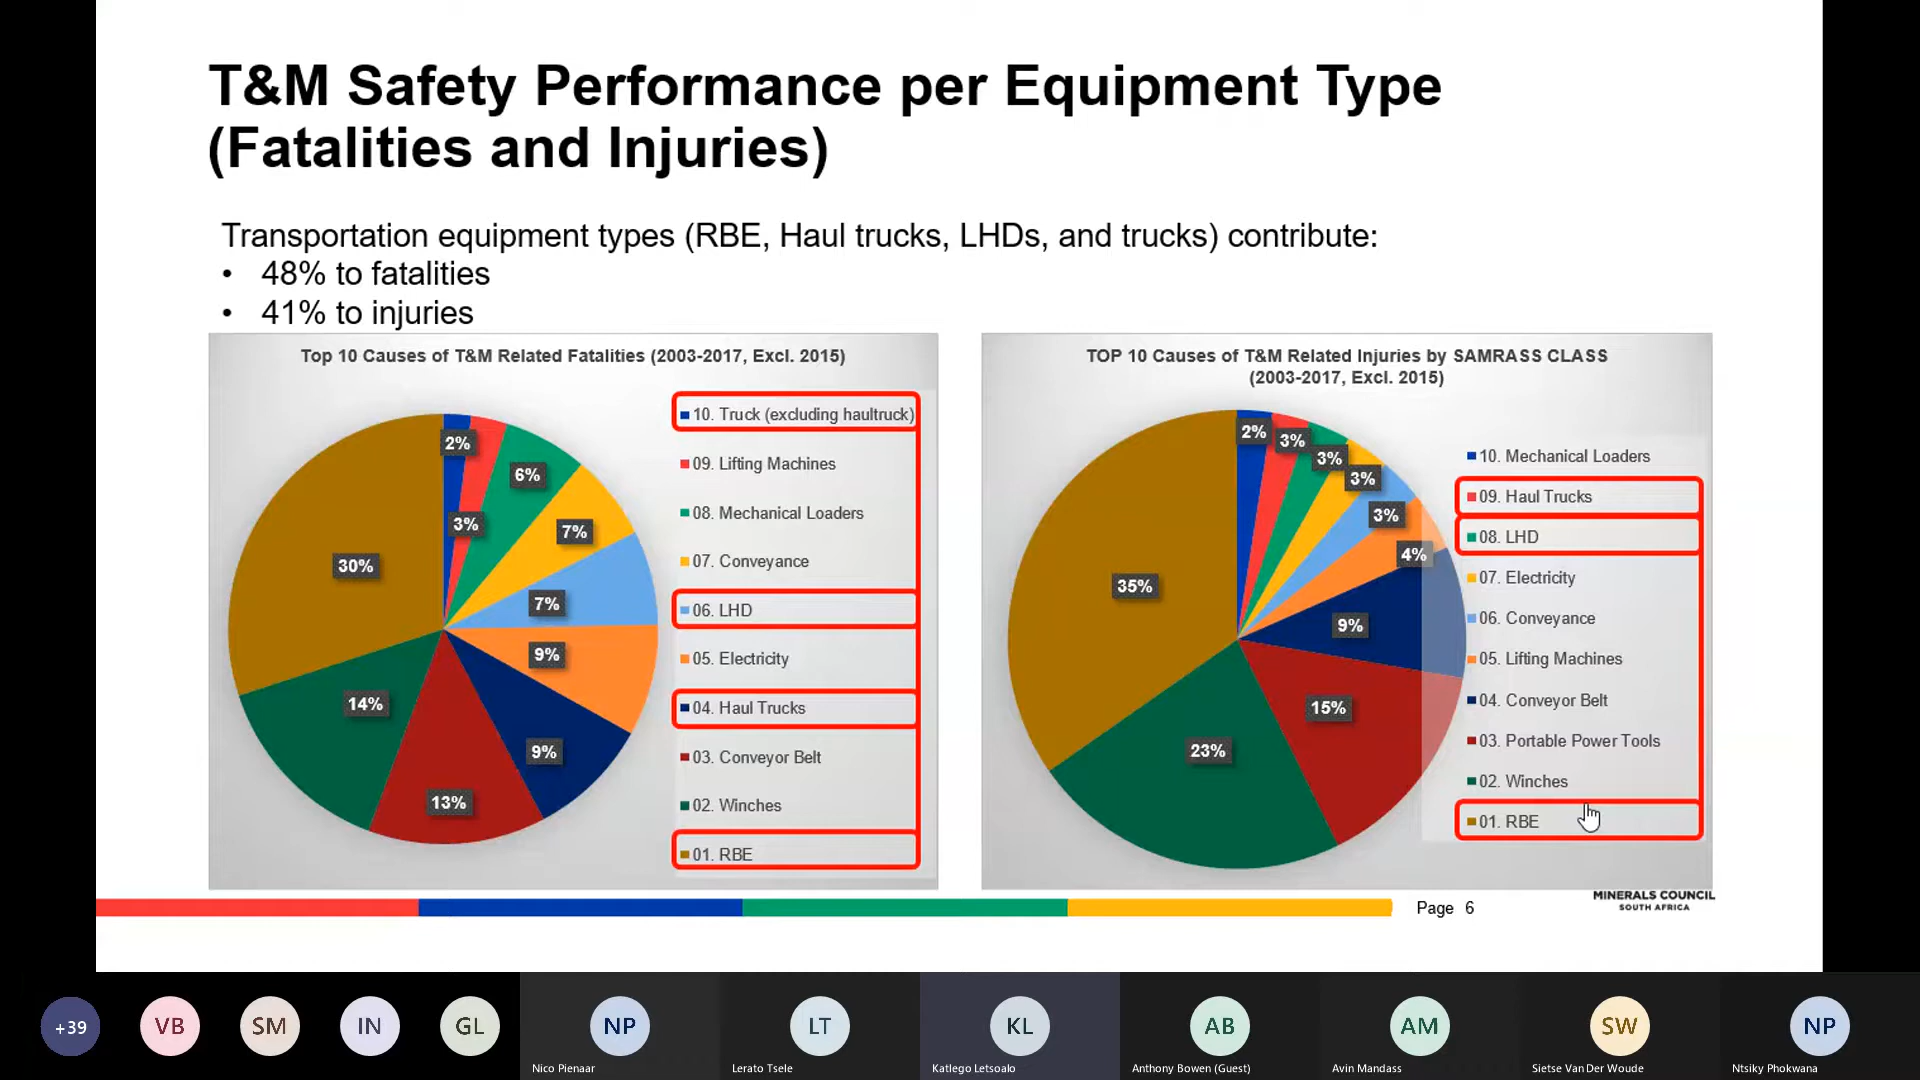 T&M Safety Performance per Equipment Type
(Fatalities and Injuries)
Transportation equipment types (RBE, Haul trucks, LHDs, and trucks) contribute:
• 48% to fatalities
• 41% to injuries
Top 10 Causes of T&M Related Fatalities (2003-2017, Excl. 2015)
2%
3%
6%
7%
7%
9%
9%
13%
14%
30%
10. Truck (excluding haultruck)
09. Lifting Machines
08. Mechanical Loaders
07. Conveyance
06. LHD
05. Electricity
04. Haul Trucks
03. Conveyor Belt
02. Winches
01. RBE
TOP 10 Causes of T&M Related Injuries by SAMRASS CLASS
(2003-2017, Excl. 2015)
2%
3%
3%
3%
3%
4%
9%
15%
23%
35%
10. Mechanical Loaders
09. Haul Trucks
08. LHD
07. Electricity
06. Conveyance
05. Lifting Machines
04. Conveyor Belt
03. Portable Power Tools
02. Winches
01. RBE
Page 6
MINERALS COUNCIL
SOUTH AFRICA
+39
VB
SM
IN
GL
NP
Nico Pienaar
LT
Lerato Tsele
KL
Katlego Letsoalo
AB
Anthony Bowen (Guest)
AM
Avin Mandass
SW
Sietse Van Der Woude
NP
Ntsiky Phokwana